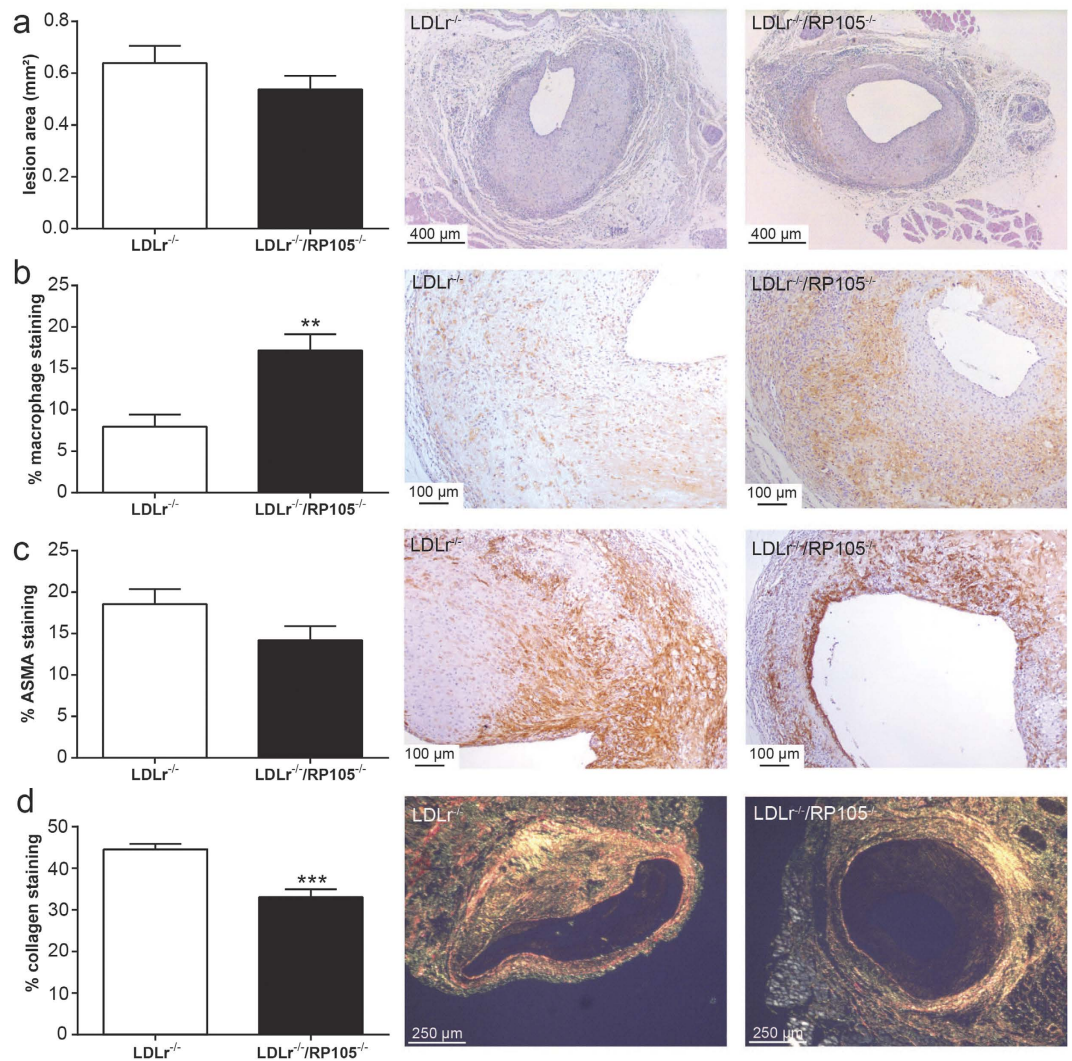 a
lesion area (mm²)
0.8
0.6
0.4
0.2
0.0
LDLr⁻/⁻
LDLr⁻/⁻/RP105⁻/⁻
LDLr⁻/⁻
400 µm
LDLr⁻/⁻/RP105⁻/⁻
400 µm
b
% macrophage staining
25
20
15
10
5
0
**
LDLr⁻/⁻
LDLr⁻/⁻/RP105⁻/⁻
LDLr⁻/⁻
100 µm
LDLr⁻/⁻/RP105⁻/⁻
100 µm
c
% ASMA staining
25
20
15
10
5
0
LDLr⁻/⁻
LDLr⁻/⁻/RP105⁻/⁻
LDLr⁻/⁻
100 µm
LDLr⁻/⁻/RP105⁻/⁻
100 µm
d
% collagen staining
50
40
30
20
10
0
***
LDLr⁻/⁻
LDLr⁻/⁻/RP105⁻/⁻
LDLr⁻/⁻
250 µm
LDLr⁻/⁻/RP105⁻/⁻
250 µm